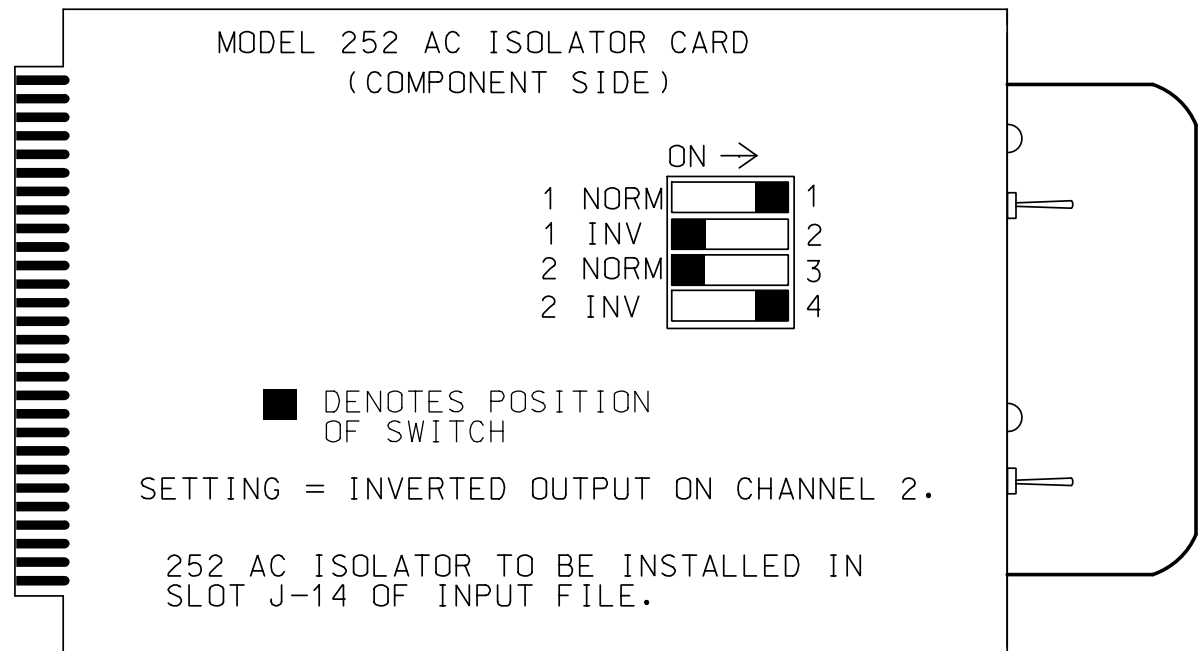 MODEL 252 AC ISOLATOR CARD
(COMPONENT SIDE)
ON →
1 NORM 1
1 INV 2
2 NORM 3
2 INV 4
DENOTES POSITION
OF SWITCH
SETTING = INVERTED OUTPUT ON CHANNEL 2.
252 AC ISOLATOR TO BE INSTALLED IN
SLOT J-14 OF INPUT FILE.